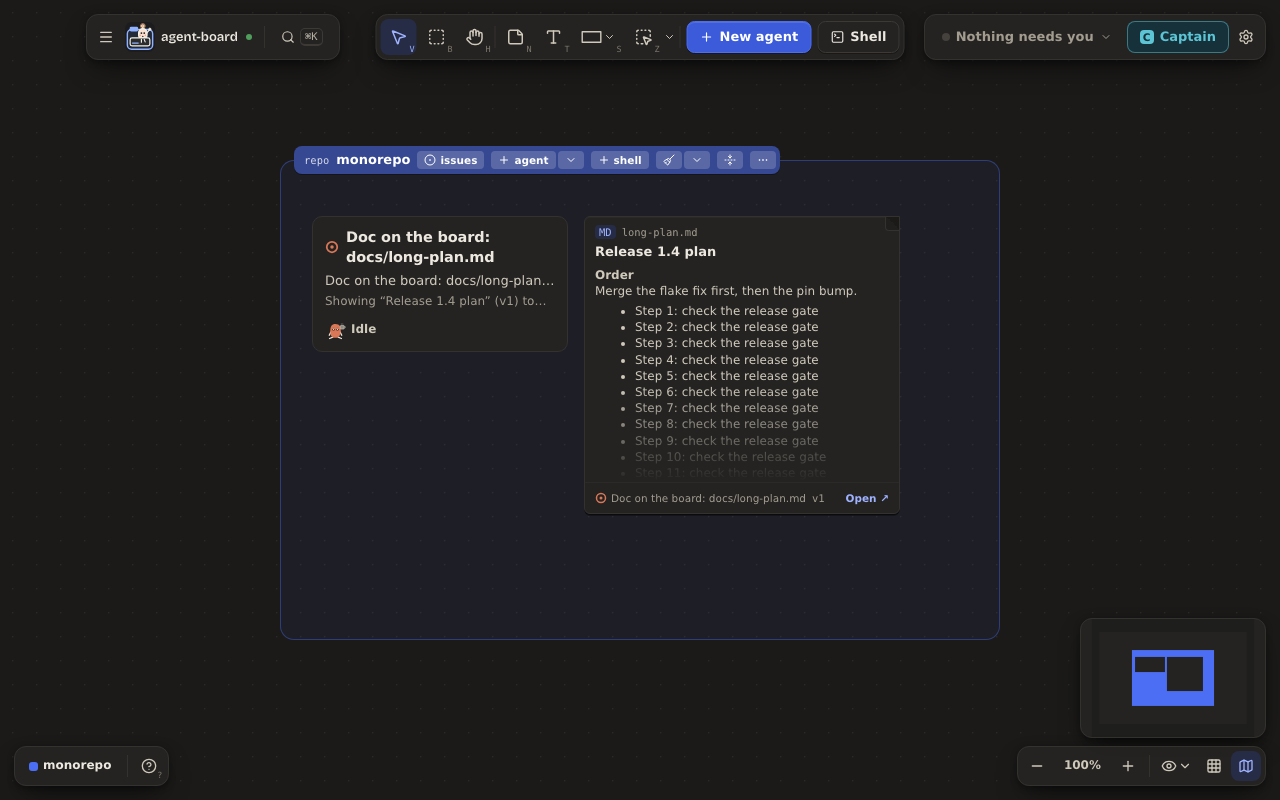 agent-board
⌘K
V
B
H
N
T
S
Z
New agent
Shell
Nothing needs you
C Captain
repo monorepo
issues
agent
shell
Doc on the board:
docs/long-plan.md
Doc on the board: docs/long-plan…
Showing “Release 1.4 plan” (v1) to…
Idle
MD long-plan.md
Release 1.4 plan
Order
Merge the flake fix first, then the pin bump.
Step 1: check the release gate
Step 2: check the release gate
Step 3: check the release gate
Step 4: check the release gate
Step 5: check the release gate
Step 6: check the release gate
Step 7: check the release gate
Step 8: check the release gate
Step 9: check the release gate
Step 10: check the release gate
Step 11: check the release gate
Doc on the board: docs/long-plan.md v1
Open ↗
monorepo
?
100%